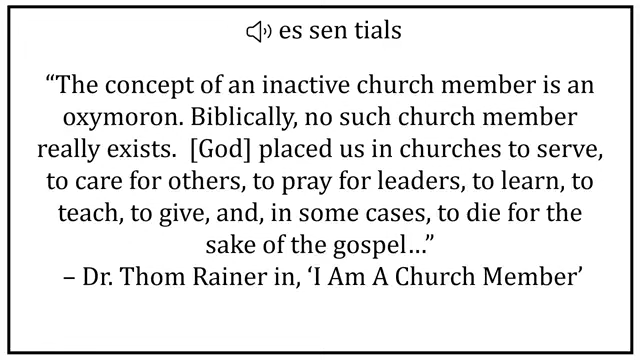 es sen tials
“The concept of an inactive church member is an
oxymoron. Biblically, no such church member
really exists.  [God] placed us in churches to serve,
to care for others, to pray for leaders, to learn, to
teach, to give, and, in some cases, to die for the
sake of the gospel…”
– Dr. Thom Rainer in, ‘I Am A Church Member’